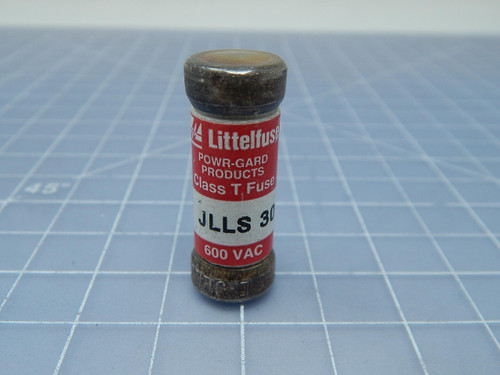 Littelfuse
POWR-GARD
PRODUCTS
Class T Fuse
JLLS 30
600 VAC
45°